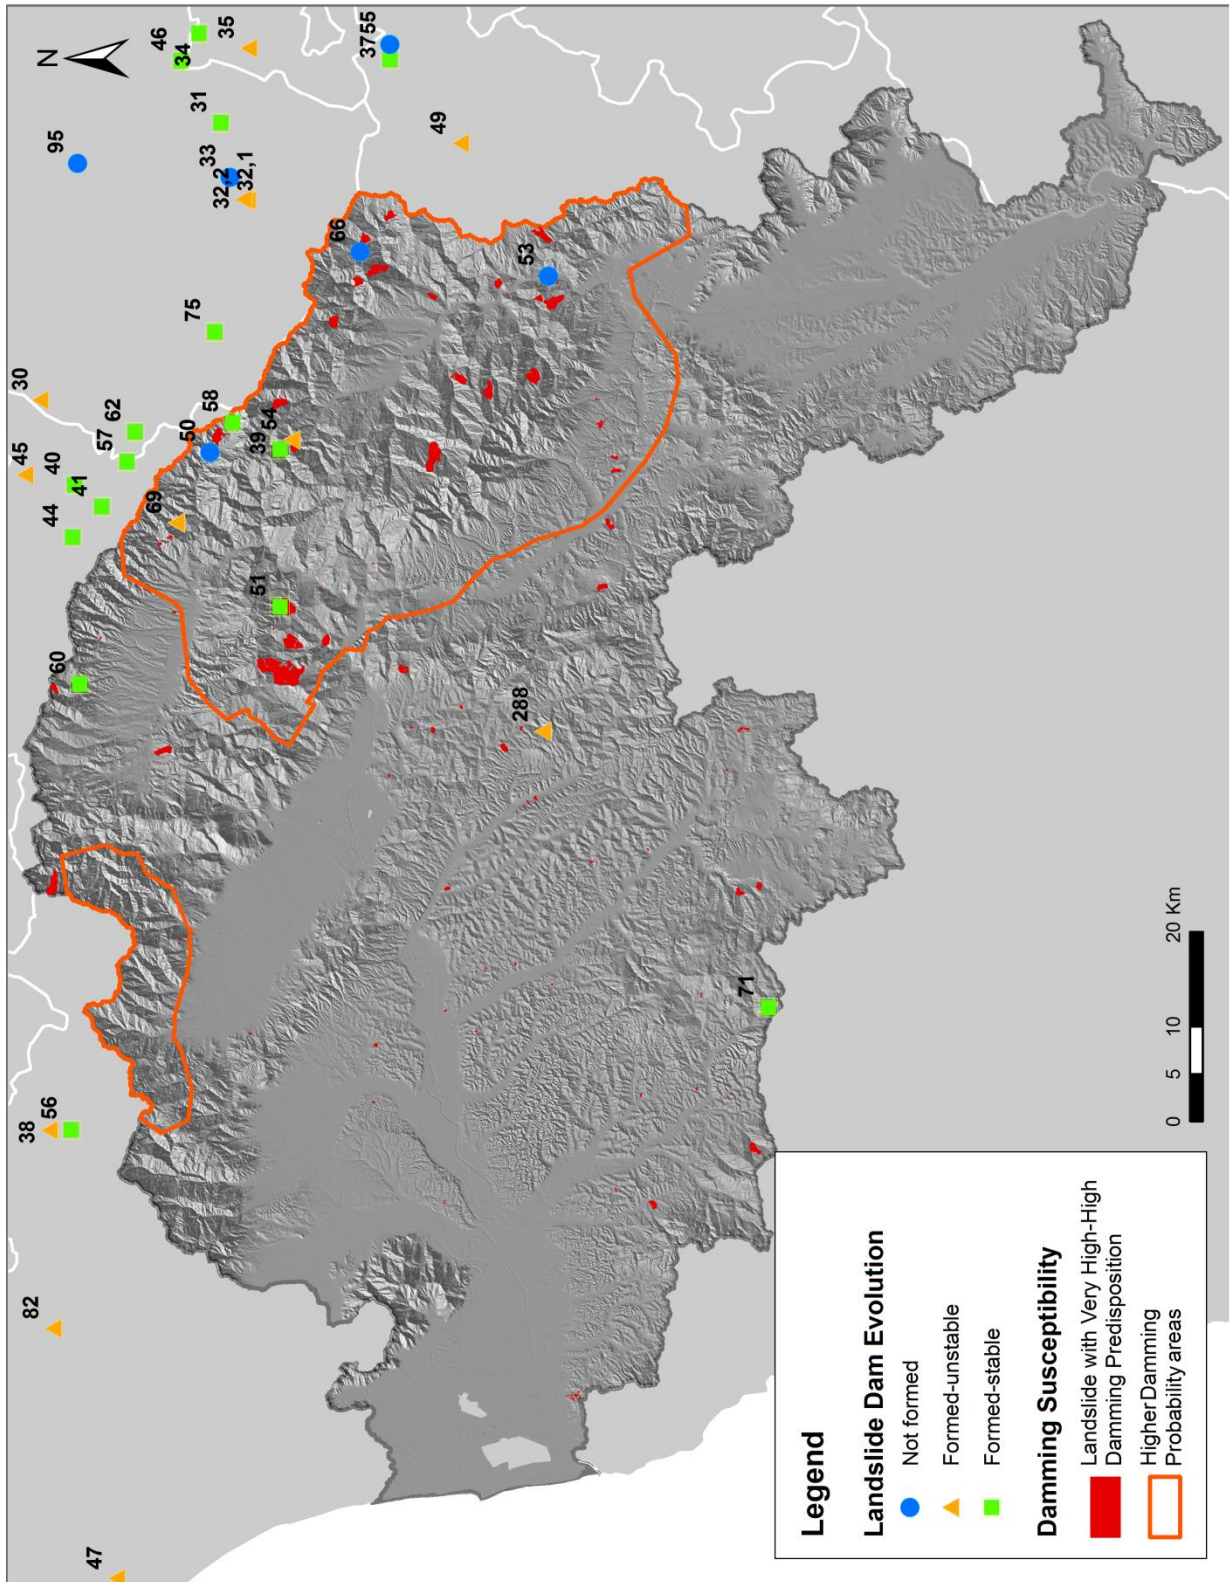 82
38
45
30
N
56
44
40
95
60
41
47
57
62
69
46
34
50
75
31
58
33
32,2
35
32,1
39
51
54
66
3755
49
288
53
71
Legend
Landslide Dam Evolution
Not formed
Formed-unstable
Formed-stable
Damming Susceptibility
Landslide with Very High-High
Damming Predisposition
HigherDamming
Probability areas
0 5 10 20 Km